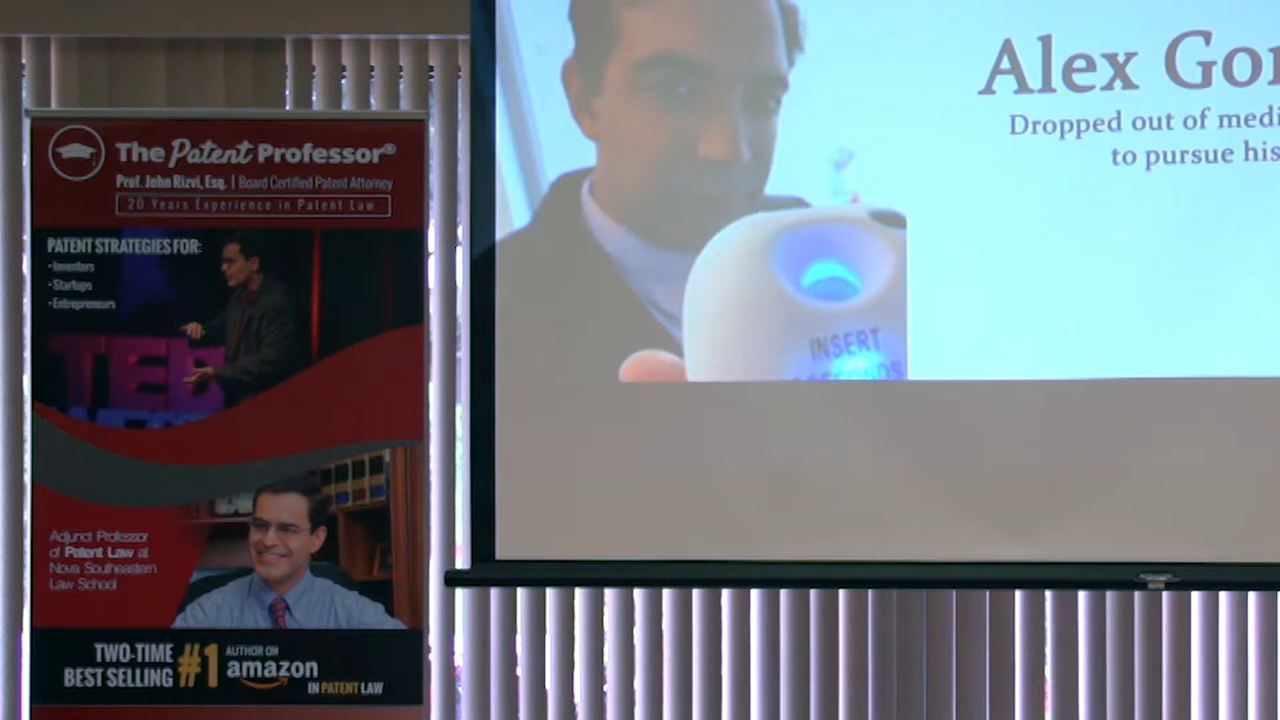 The Patent Professor®
Prof. John Rizvi, Esq. | Board Certified Patent Attorney
20 Years Experience in Patent Law
PATENT STRATEGIES FOR:
-Inventors
-Startups
-Entrepreneurs
TED
Adjunct Professor
of Patent Law at
Nova Southeastern
Law School
TWO-TIME
BEST SELLING
#1
AUTHOR ON
amazon
IN PATENT LAW
Alex Gor
Dropped out of medi
to pursue his
INSERT